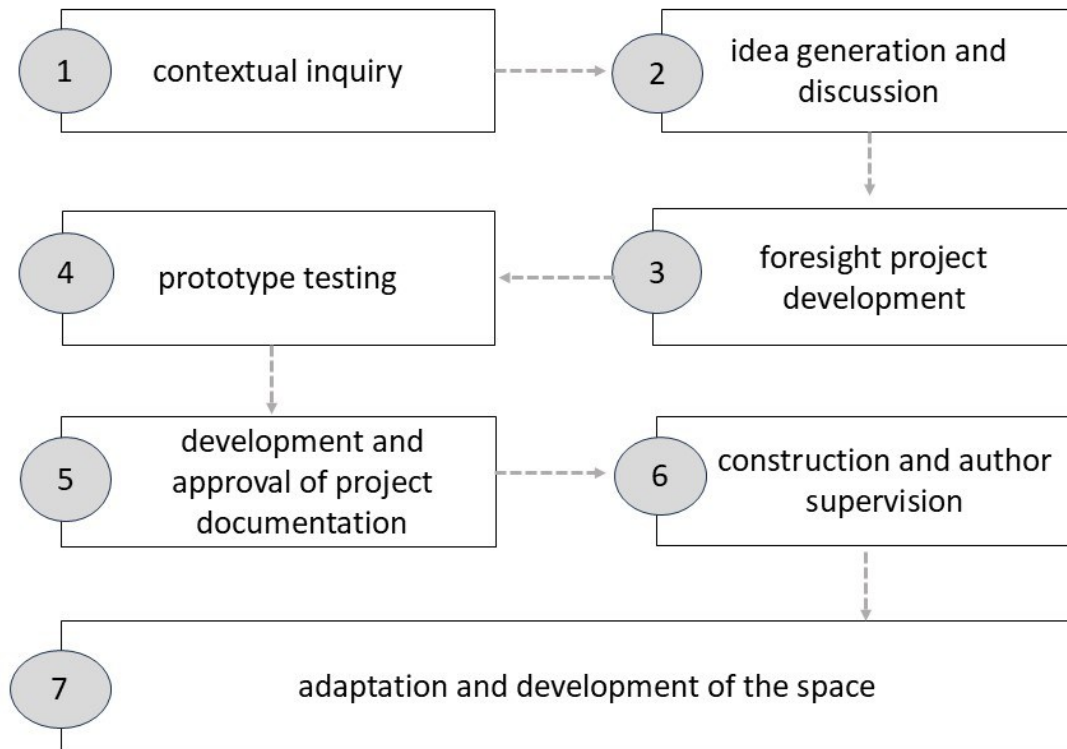 1
contextual inquiry
2
idea generation and
discussion
3
foresight project
development
4
prototype testing
5
development and
approval of project
documentation
6
construction and author
supervision
7
adaptation and development of the space